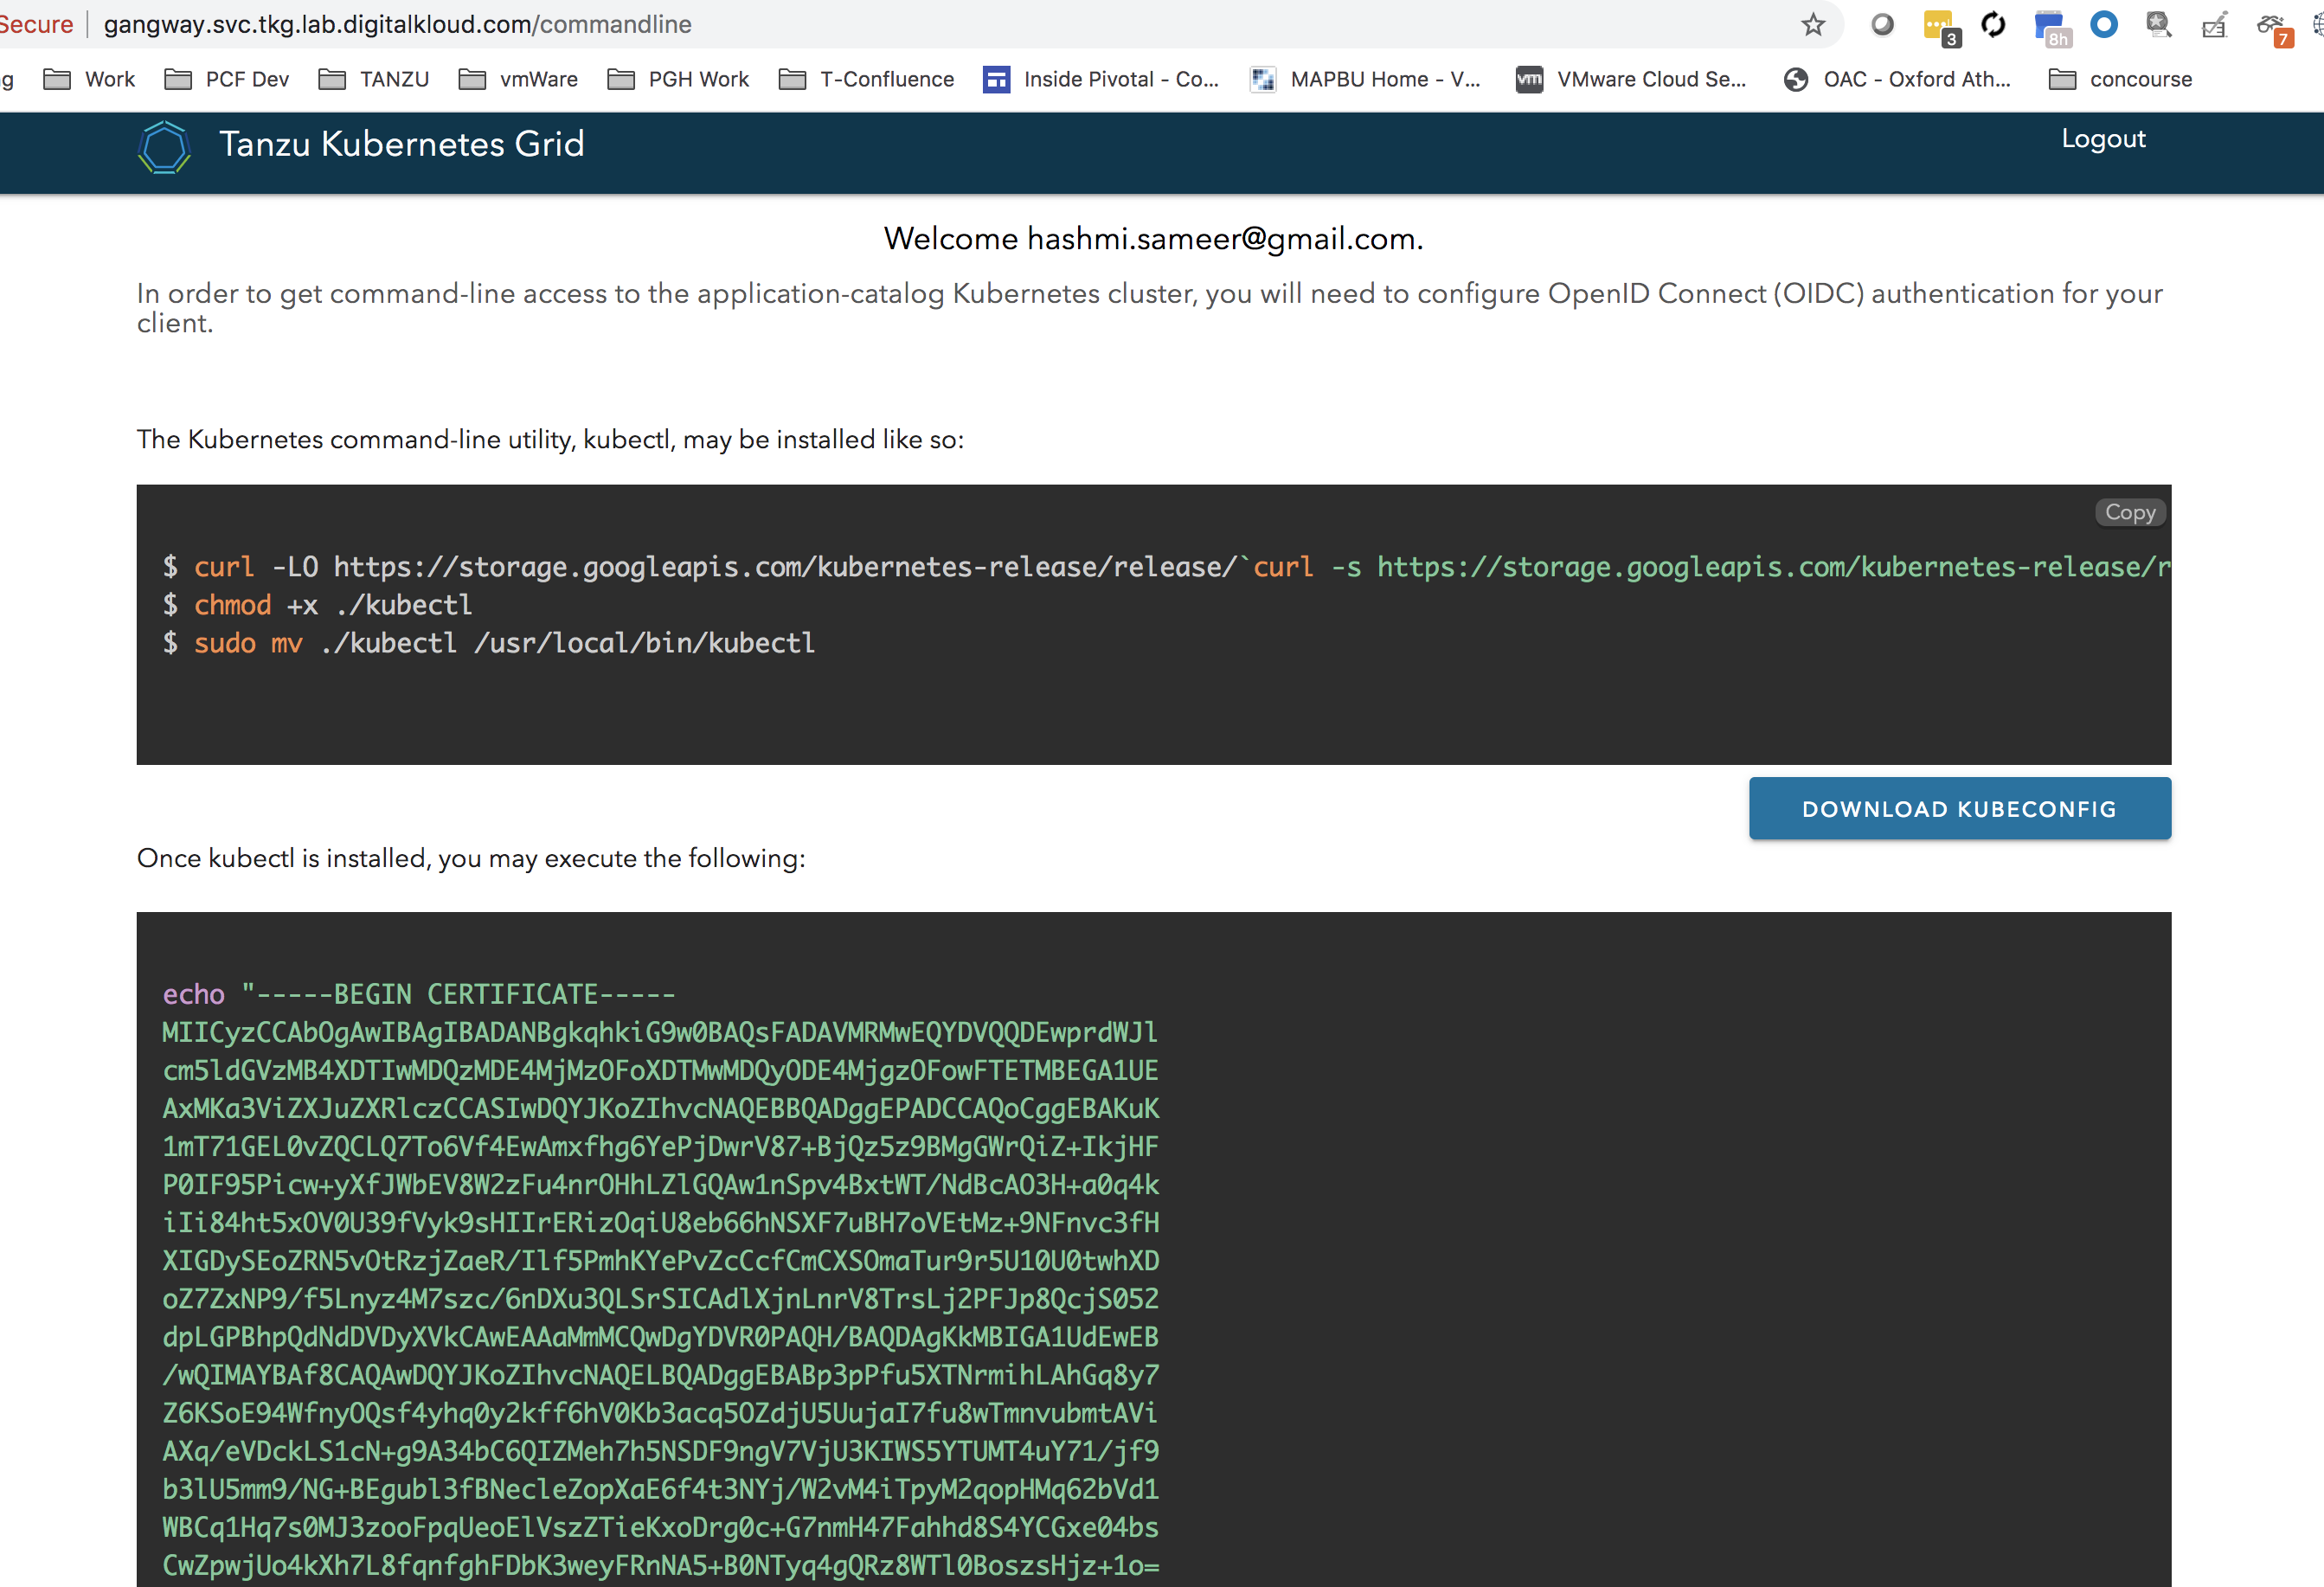 Secure gangway.svc.tkg.lab.digitalkloud.com/commandline
3 8h 7
g Work PCF Dev TANZU vmWare PGH Work T-Confluence Inside Pivotal - Co... MAPBU Home - V... vm VMware Cloud Se... OAC - Oxford Ath... concourse
Tanzu Kubernetes Grid Logout
Welcome hashmi.sameer@gmail.com.
In order to get command-line access to the application-catalog Kubernetes cluster, you will need to configure OpenID Connect (OIDC) authentication for your
client.
The Kubernetes command-line utility, kubectl, may be installed like so:
Copy
$ curl -LO https://storage.googleapis.com/kubernetes-release/release/`curl -s https://storage.googleapis.com/kubernetes-release/r
$ chmod +x ./kubectl
$ sudo mv ./kubectl /usr/local/bin/kubectl
DOWNLOAD KUBECONFIG
Once kubectl is installed, you may execute the following:
echo "-----BEGIN CERTIFICATE-----
MIICyzCCAbOgAwIBAgIBADANBgkqhkiG9w0BAQsFADAVMRMwEQYDVQQDEwprdWJl
cm5ldGVzMB4XDTIwMDQzMDE4MjMzOFoXDTMwMDQyODE4MjgzOFowFTETMBEGA1UE
AxMKa3ViZXJuZXRlczCCASIwDQYJKoZIhvcNAQEBBQADggEPADCCAQoCggEBAKuK
1mT71GEL0vZQCLQ7To6Vf4EwAmxfhg6YePjDwrV87+BjQz5z9BMgGWrQiZ+IkjHF
P0IF95Picw+yXfJWbEV8W2zFu4nrOHhLZlGQAw1nSpv4BxtWT/NdBcAO3H+a0q4k
iIi84ht5xOV0U39fVyk9sHIIrERizOqiU8eb66hNSXF7uBH7oVEtMz+9NFnvc3fH
XIGDySEoZRN5vOtRzjZaeR/Ilf5PmhKYePvZcCcfCmCXSOmaTur9r5U10U0twhXD
oZ7ZxNP9/f5Lnyz4M7szc/6nDXu3QLSrSICAdlXjnLnrV8TrsLj2PFJp8QcjS052
dpLGPBhpQdNdDVDyXVkCAwEAAaMmMCQwDgYDVR0PAQH/BAQDAgKkMBIGA1UdEwEB
/wQIMAYBAf8CAQAwDQYJKoZIhvcNAQELBQADggEBABp3pPfu5XTNrmihLAhGq8y7
Z6KSoE94WfnyOQsf4yhq0y2kff6hV0Kb3acq5OZdjU5UujaI7fu8wTmnvubmtAVi
AXq/eVDckLS1cN+g9A34bC6QIZMeh7h5NSDF9ngV7VjU3KIWS5YTUMT4uY71/jf9
b3lU5mm9/NG+BEgubl3fBNecleZopXaE6f4t3NYj/W2vM4iTpyM2qopHMq62bVd1
WBCq1Hq7s0MJ3zooFpqUeoElVszZTieKxoDrg0c+G7nmH47Fahhd8S4YCGxe04bs
CwZpwjUo4kXh7L8fqnfghFDbK3weyFRnNA5+B0NTyq4gQRz8WTl0BoszsHjz+1o=